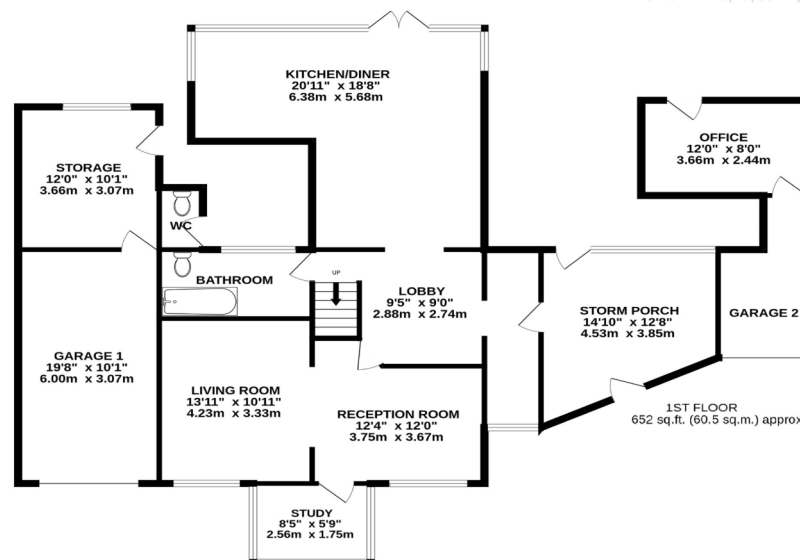 KITCHEN/DINER
20'11" x 18'8"
6.38m x 5.68m
OFFICE
12'0" x 8'0"
3.66m x 2.44m
STORAGE
12'0" x 10'1"
3.66m x 3.07m
WC
BATHROOM
UP
LOBBY
9'5" x 9'0"
2.88m x 2.74m
STORM PORCH
14'10" x 12'8"
4.53m x 3.85m
GARAGE 2
GARAGE 1
19'8" x 10'1"
6.00m x 3.07m
LIVING ROOM
13'11" x 10'11"
4.23m x 3.33m
RECEPTION ROOM
12'4" x 12'0"
3.75m x 3.67m
1ST FLOOR
652 sq.ft. (60.5 sq.m.) approx
STUDY
8'5" x 5'9"
2.56m x 1.75m